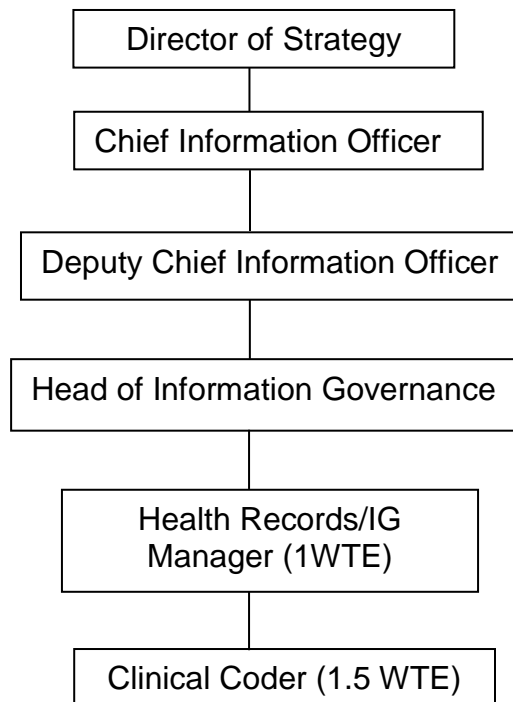 Director of Strategy
Chief Information Officer
Deputy Chief Information Officer
Head of Information Governance
Health Records/IG
Manager (1WTE)
Clinical Coder (1.5 WTE)